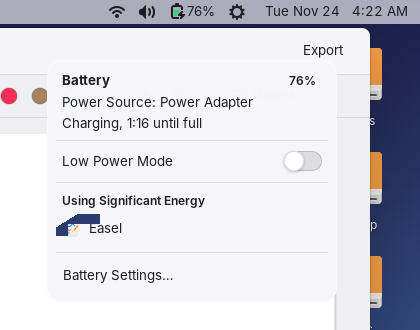 76% Tue Nov 24 4:22 AM
Export
Battery 76%
Power Source: Power Adapter
Charging, 1:16 until full
Low Power Mode
Using Significant Energy
Easel
Battery Settings...
s
p